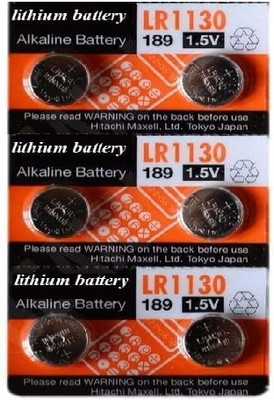 lithium battery LR1130
Alkaline Battery 189 1.5V
Please read WARNING on the back before use
Hitachi Maxell, Ltd. Tokyo Japan
lithium battery LR1130
Alkaline Battery 189 1.5V
Please read WARNING on the back before use
Hitachi Maxell, Ltd. Tokyo Japan
lithium battery LR1130
Alkaline Battery 189 1.5V
Please read WARNING on the back before use
Hitachi Maxell, Ltd. Tokyo Japan